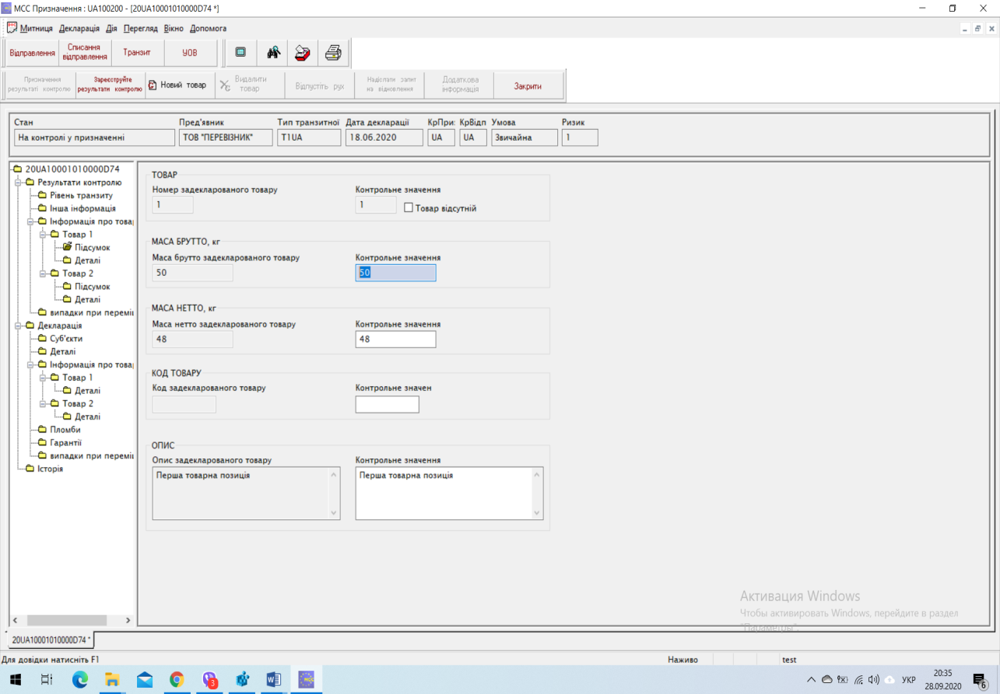 МСС Призначення : UA100200 - [20UA10001010000D74 *]
Митниця Декларація Дія Перегляд Вікно Допомога
Відправлення
Списання
відправлення
Транзит
УОВ
Призначення
результаті контролю
Зареєструйте
результати контролю
Новий товар
Видалити
товар
Відпустіть рух
Надіслати запит
на відновлення
Додаткова
інформація
Закрити
Стан Пред'явник Тип транзитної Дата декларації КрПри: КрВідп Умова Ризик
На контролі у призначенні ТОВ "ПЕРЕВІЗНИК" T1UA 18.06.2020 UA UA Звичайна 1
20UA10001010000D74
Результати контролю
Рівень транзиту
Інша інформація
Інформація про това
Товар 1
Підсумок
Деталі
Товар 2
Підсумок
Деталі
випадки при переміщ
Декларація
Суб'єкти
Деталі
Інформація про това
Товар 1
Деталі
Товар 2
Деталі
Пломби
Гарантії
випадки при переміщ
Історія
ТОВАР
Номер задекларованого товару Контрольне значення
1 1 Товар відсутній
МАСА БРУТТО, кг
Маса брутто задекларованого товару Контрольне значення
50 50
МАСА НЕТТО, кг
Маса нетто задекларованого товару Контрольне значення
48 48
КОД ТОВАРУ
Код задекларованого товару Контрольне значен
ОПИС
Опис задекларованого товару Контрольне значення
Перша товарна позиція Перша товарна позиція
Активация Windows
Чтобы активировать Windows, перейдите в раздел
"Параметры".
20UA10001010000D74 *
Для довідки натисніть F1 Наживо test
3
W
МСС
УКР
20:35
28.09.2020
6